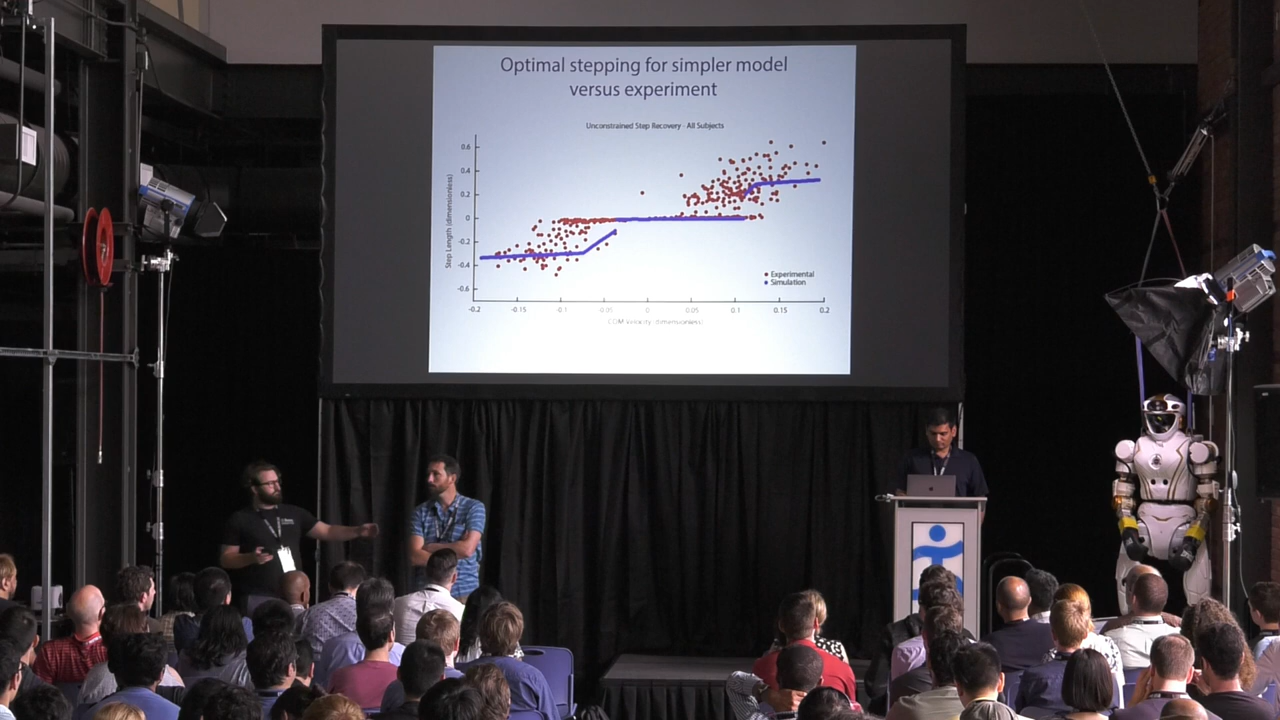 Optimal stepping for simpler model
versus experiment
Unconstrained Step Recovery - All Subjects
Step Length (dimensionless)
0.6
0.4
0.2
0
-0.2
-0.4
-0.6
-0.2
-0.15
-0.1
0.05
0
0.05
0.1
0.15
0.2
COM Velocity (dimensionless)
Experimental
Simulation